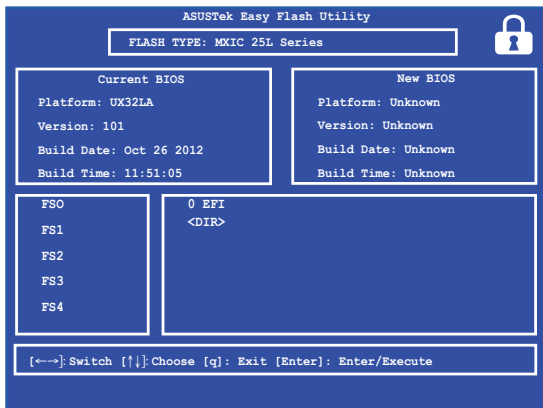 ASUSTek Easy Flash Utility
FLASH TYPE: MXIC 25L Series
Current BIOS
Platform: UX32LA
Version: 101
Build Date: Oct 26 2012
Build Time: 11:51:05
New BIOS
Platform: Unknown
Version: Unknown
Build Date: Unknown
Build Time: Unknown
FSO
FS1
FS2
FS3
FS4
0 EFI
<DIR>
[←→]: Switch [↑↓]: Choose [q]: Exit [Enter]: Enter/Execute